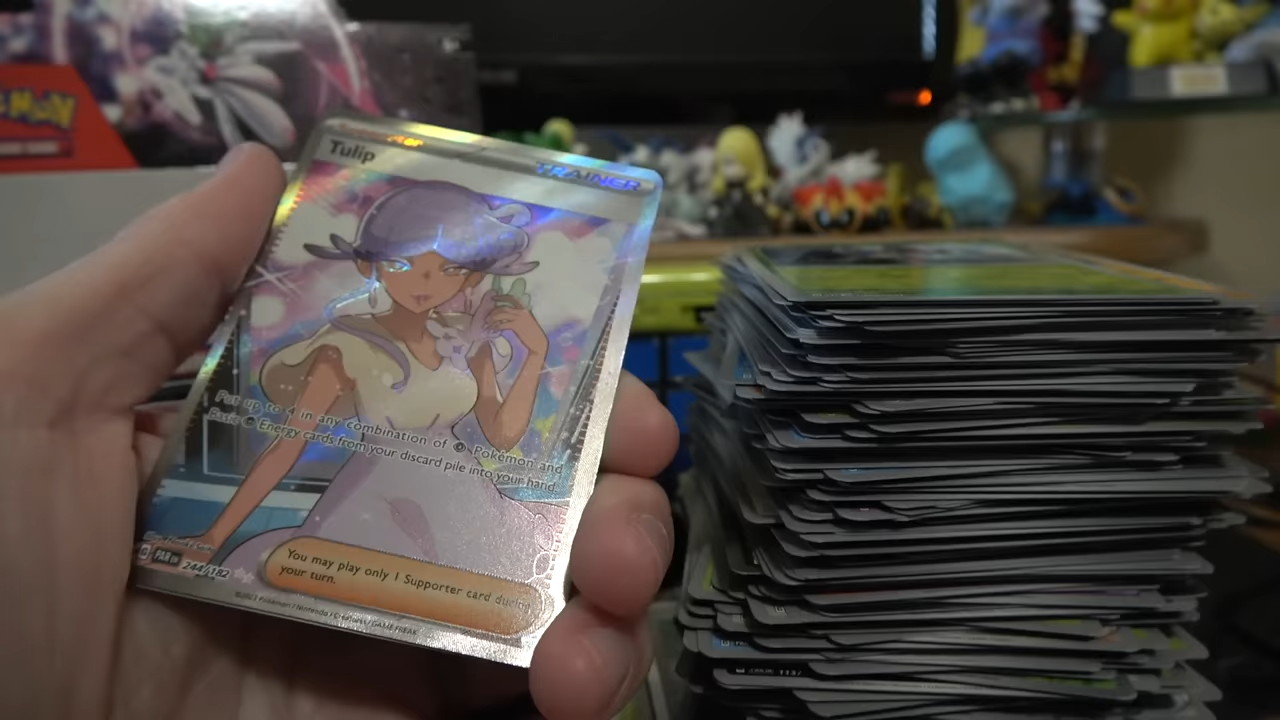 Tulip
TRAINER
Put up to 4 in any combination of Pokémon and
Basic Energy cards from your discard pile into your hand.
You may play only 1 Supporter card during
your turn.
PAR EN 244/182
©2023 Pokémon / Nintendo / Creatures / GAME FREAK